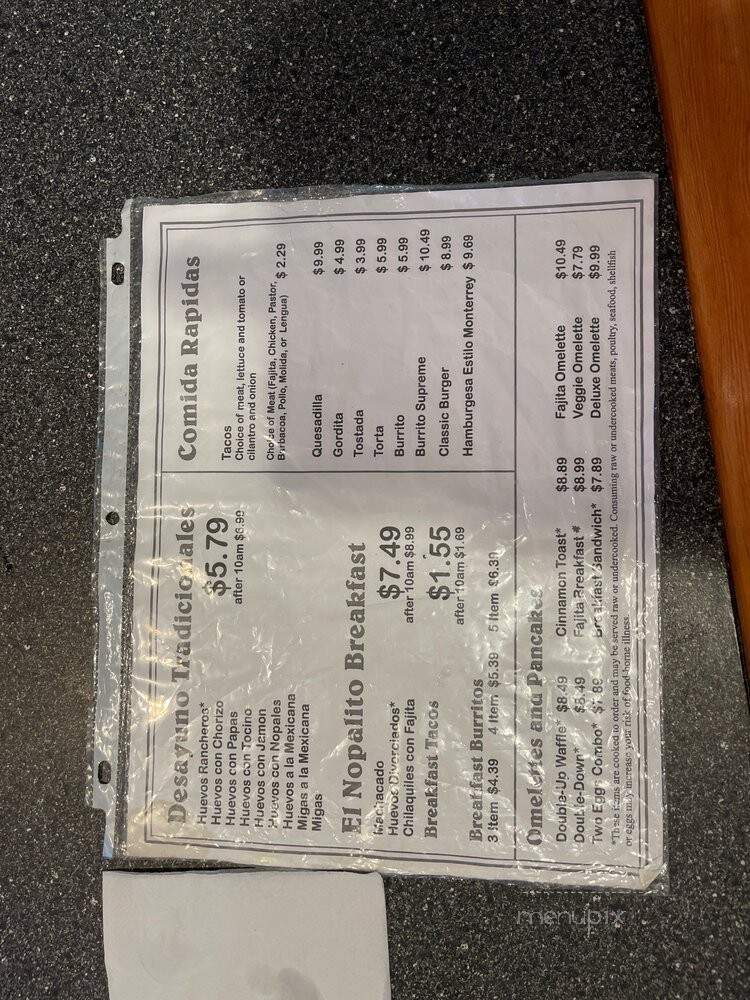 Desayuno Tradicionales
Huevos Rancheros*
Huevos con Chorizo
Huevos con Papas
Huevos con Tocino
Huevos con Jamon
Huevos con Nopales
Huevos a la Mexicana
Migas a la Mexicana
Migas
$5.79
after 10am $6.99
El Nopalito Breakfast
Machacado
Huevos Divorciados*
Chilaquiles con Fajita
$7.49
after 10am $8.99
Breakfast Tacos
$1.55
after 10am $1.69
Breakfast Burritos
3 Item $4.39 4 Item $5.39 5 Item $6.39
Comida Rapidas
Tacos
Choice of meat, lettuce and tomato or
cilantro and onion
Choice of Meat (Fajita, Chicken, Pastor,
Barbacoa, Pollo, Molida, or Lengua) $ 2.29
Quesadilla $9.99
Gordita $ 4.99
Tostada $ 3.99
Torta $ 5.99
Burrito $ 5.99
Burrito Supreme $ 10.49
Classic Burger $ 8.99
Hamburgesa Estilo Monterrey $ 9.69
Omelettes and Pancakes
Double-Up Waffle* $8.49 Cinnamon Toast* $8.89 Fajita Omelette $10.49
Double-Down* Fajita Breakfast # $8.99 Veggie Omelette $7.79
Two Egg Combo* Breakfast Sandwich* $7.89 Deluxe Omelette $9.99
*These items are cooked to order and may be served raw or undercooked. Consuming raw or undercooked meats, poultry, seafood, shellfish
or eggs may increase your risk of food-borne illness.
menupix